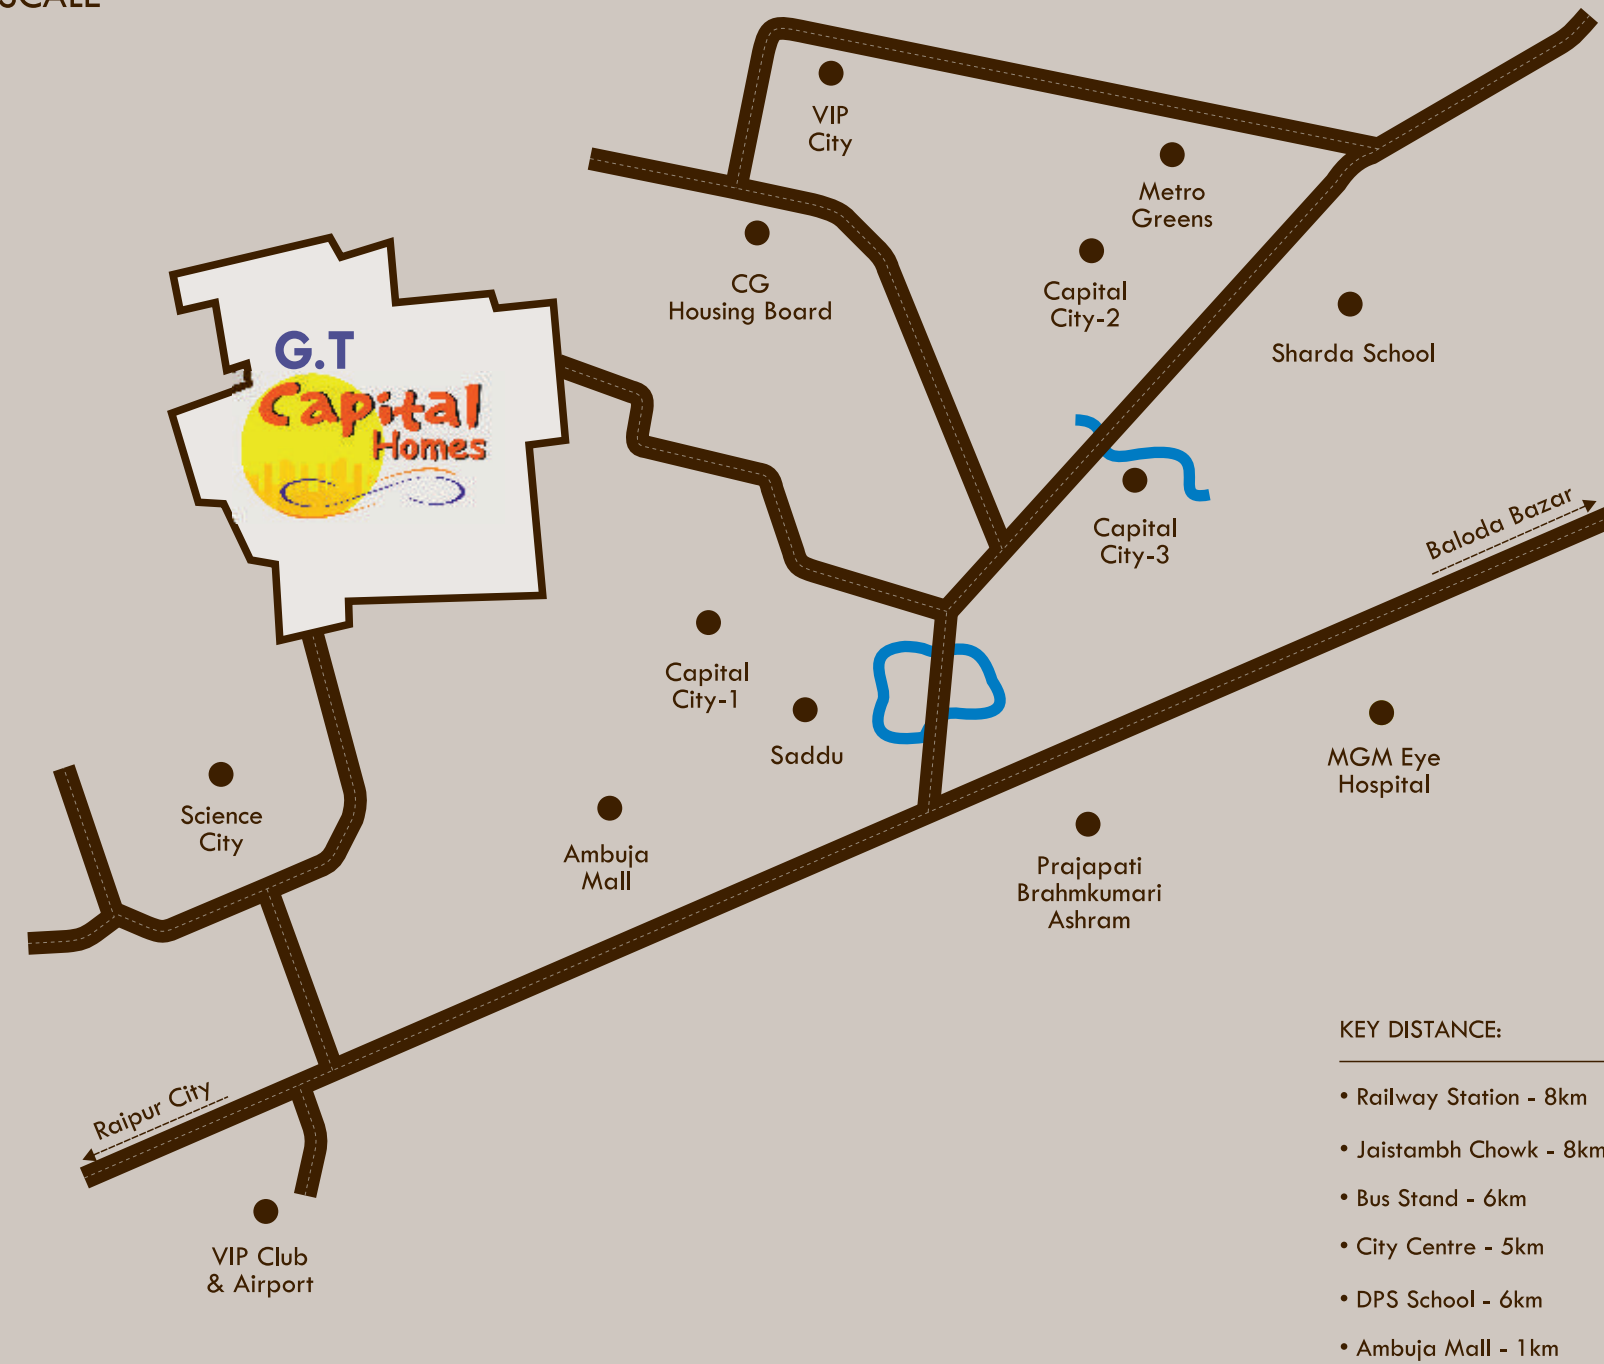 SCALE
VIP
City
Metro
Greens
CG
Housing Board
Capital
City-2
Sharda School
G.T
Capital
Homes
Capital
City-3
Baloda Bazar
Capital
City-1
Saddu
MGM Eye
Hospital
Science
City
Ambuja
Mall
Prajapati
Brahmkumari
Ashram
Raipur City
VIP Club
& Airport
KEY DISTANCE:
• Railway Station - 8km
• Jaistambh Chowk - 8km
• Bus Stand - 6km
• City Centre - 5km
• DPS School - 6km
• Ambuja Mall - 1km